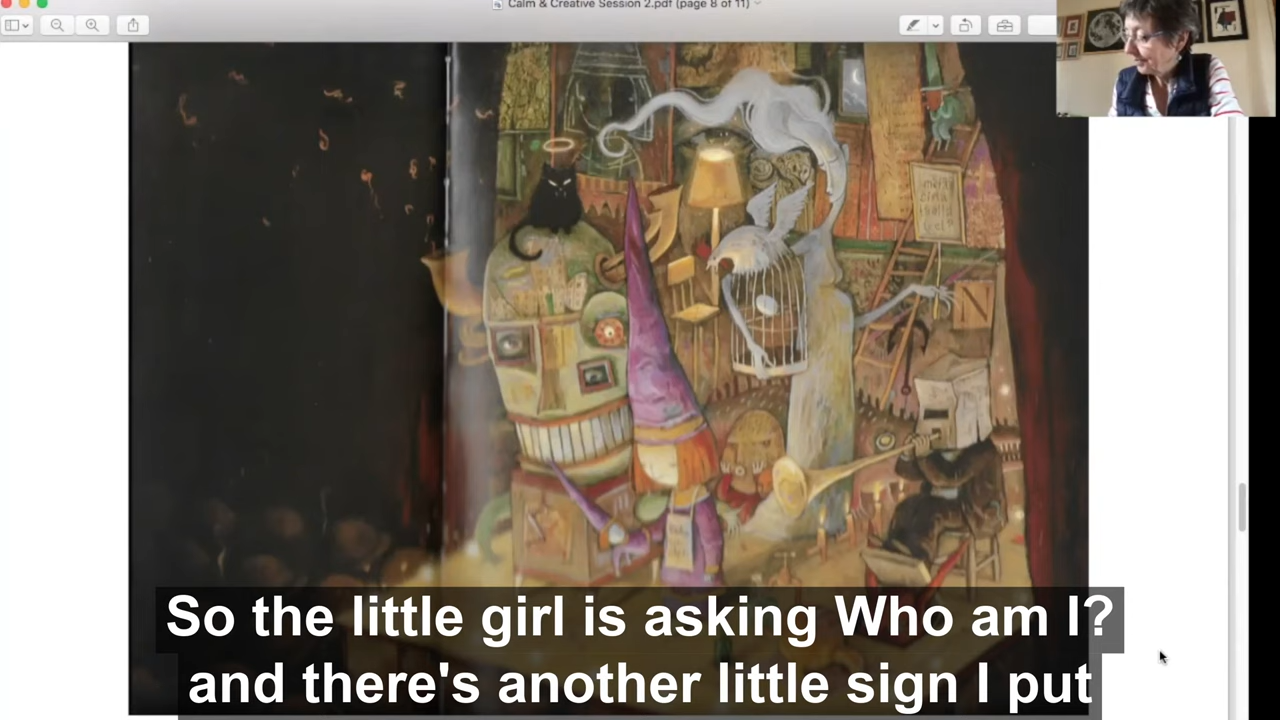 Calm & Creative Session 2.pdf (page 8 of 11)
N
So the little girl is asking Who am I?
and there's another little sign I put